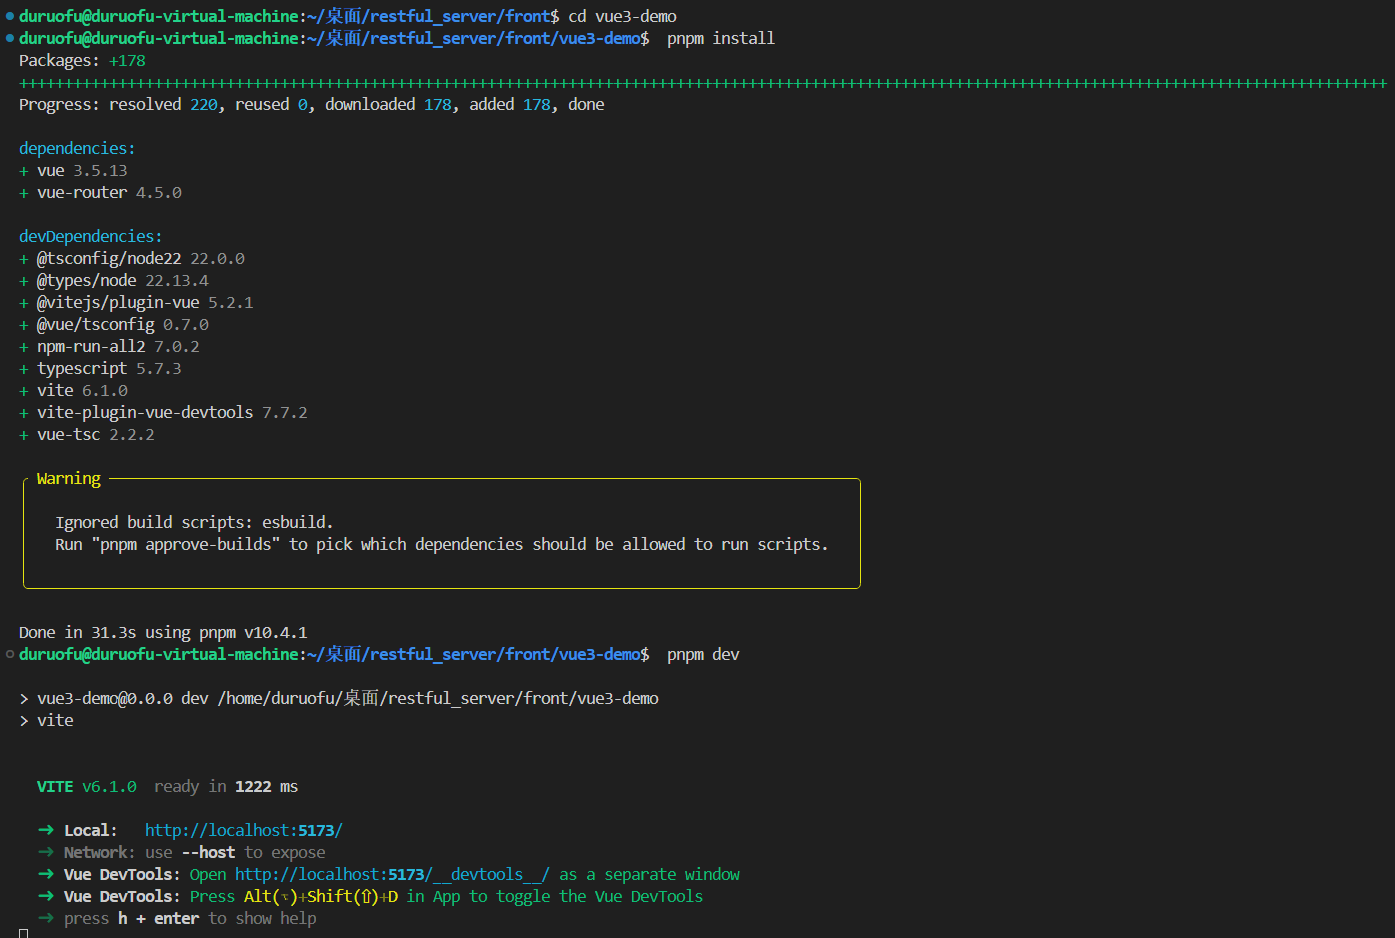 duruofu@duruofu-virtual-machine:~/桌面/restful_server/front$ cd vue3-demo
duruofu@duruofu-virtual-machine:~/桌面/restful_server/front/vue3-demo$  pnpm install
Packages: +178
++++++++++++++++++++++++++++++++++++++++++++++++++++++++++++++++++++++++++++++++++++++++++++++++++++++++++++++++++++++++++++++++++++++++++++++++++++++++
Progress: resolved 220, reused 0, downloaded 178, added 178, done
dependencies:
+ vue 3.5.13
+ vue-router 4.5.0
devDependencies:
+ @tsconfig/node22 22.0.0
+ @types/node 22.13.4
+ @vitejs/plugin-vue 5.2.1
+ @vue/tsconfig 0.7.0
+ npm-run-all2 7.0.2
+ typescript 5.7.3
+ vite 6.1.0
+ vite-plugin-vue-devtools 7.7.2
+ vue-tsc 2.2.2
Warning
Ignored build scripts: esbuild.
Run "pnpm approve-builds" to pick which dependencies should be allowed to run scripts.
Done in 31.3s using pnpm v10.4.1
duruofu@duruofu-virtual-machine:~/桌面/restful_server/front/vue3-demo$  pnpm dev
> vue3-demo@0.0.0 dev /home/duruofu/桌面/restful_server/front/vue3-demo
> vite
VITE v6.1.0  ready in 1222 ms
➜ Local:   http://localhost:5173/
➜ Network: use --host to expose
➜ Vue DevTools: Open http://localhost:5173/__devtools__/ as a separate window
➜ Vue DevTools: Press Alt(⌥)+Shift(⇧)+D in App to toggle the Vue DevTools
➜ press h + enter to show help